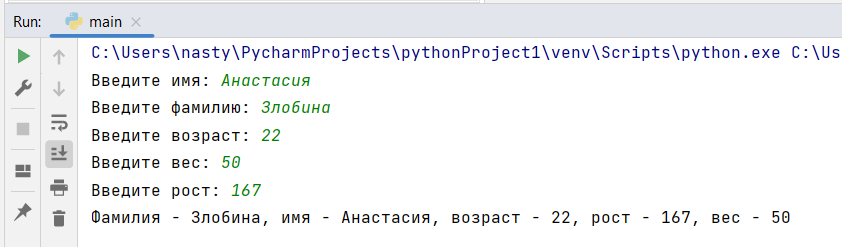 Run: main
C:\Users\nasty\PycharmProjects\pythonProject1\venv\Scripts\python.exe C:\Us
Введите имя: Анастасия
Введите фамилию: Злобина
Введите возраст: 22
Введите вес: 50
Введите рост: 167
Фамилия - Злобина, имя - Анастасия, возраст - 22, рост - 167, вес - 50